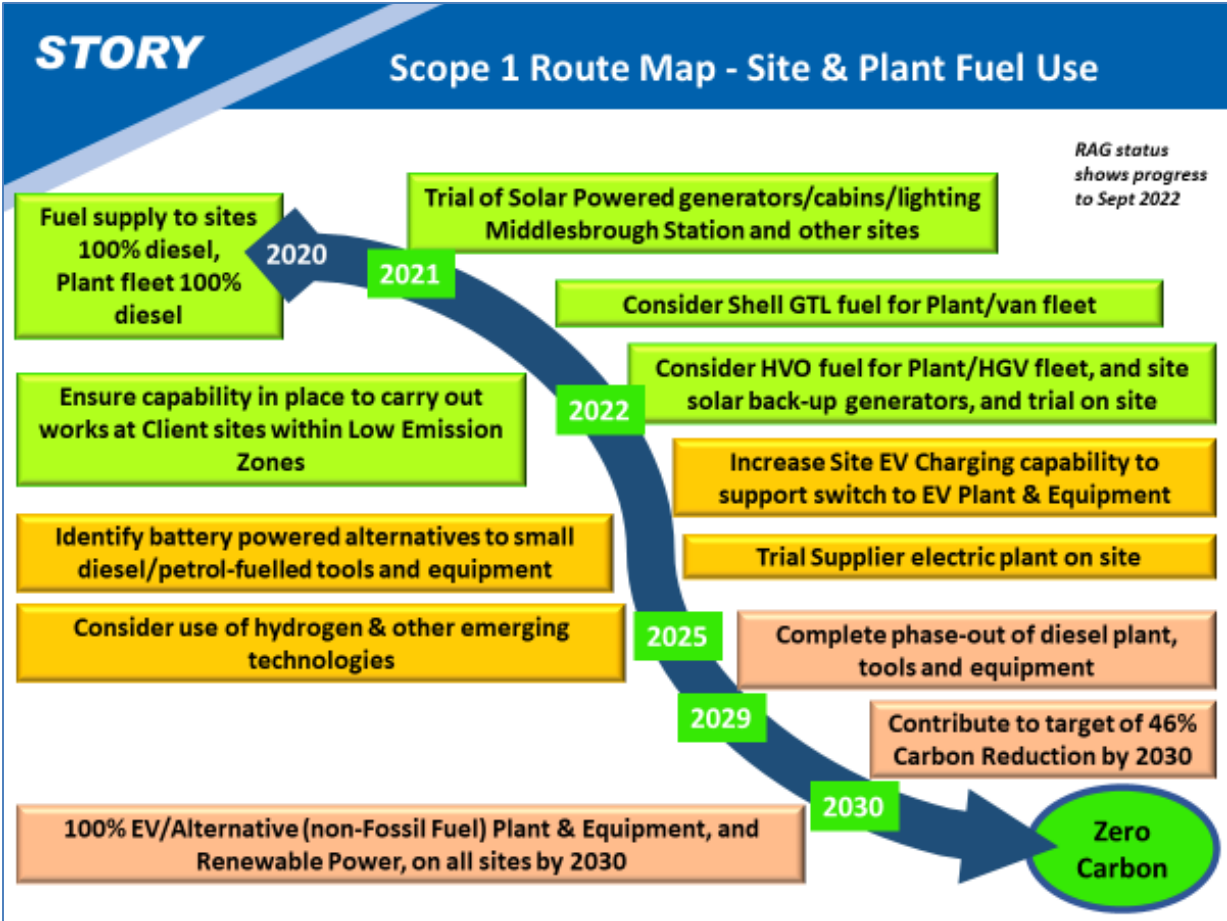 STORY
Scope 1 Route Map - Site & Plant Fuel Use
RAG status
shows progress
to Sept 2022
Fuel supply to sites
100% diesel,
Plant fleet 100%
diesel
2020
2021
Trial of Solar Powered generators/cabins/lighting
Middlesbrough Station and other sites
Consider Shell GTL fuel for Plant/van fleet
Consider HVO fuel for Plant/HGV fleet, and site
solar back-up generators, and trial on site
Ensure capability in place to carry out
works at Client sites within Low Emission
Zones
2022
Increase Site EV Charging capability to
support switch to EV Plant & Equipment
Identify battery powered alternatives to small
diesel/petrol-fuelled tools and equipment
Trial Supplier electric plant on site
Consider use of hydrogen & other emerging
technologies
2025
Complete phase-out of diesel plant,
tools and equipment
2029
Contribute to target of 46%
Carbon Reduction by 2030
2030
100% EV/Alternative (non-Fossil Fuel) Plant & Equipment, and
Renewable Power, on all sites by 2030
Zero
Carbon